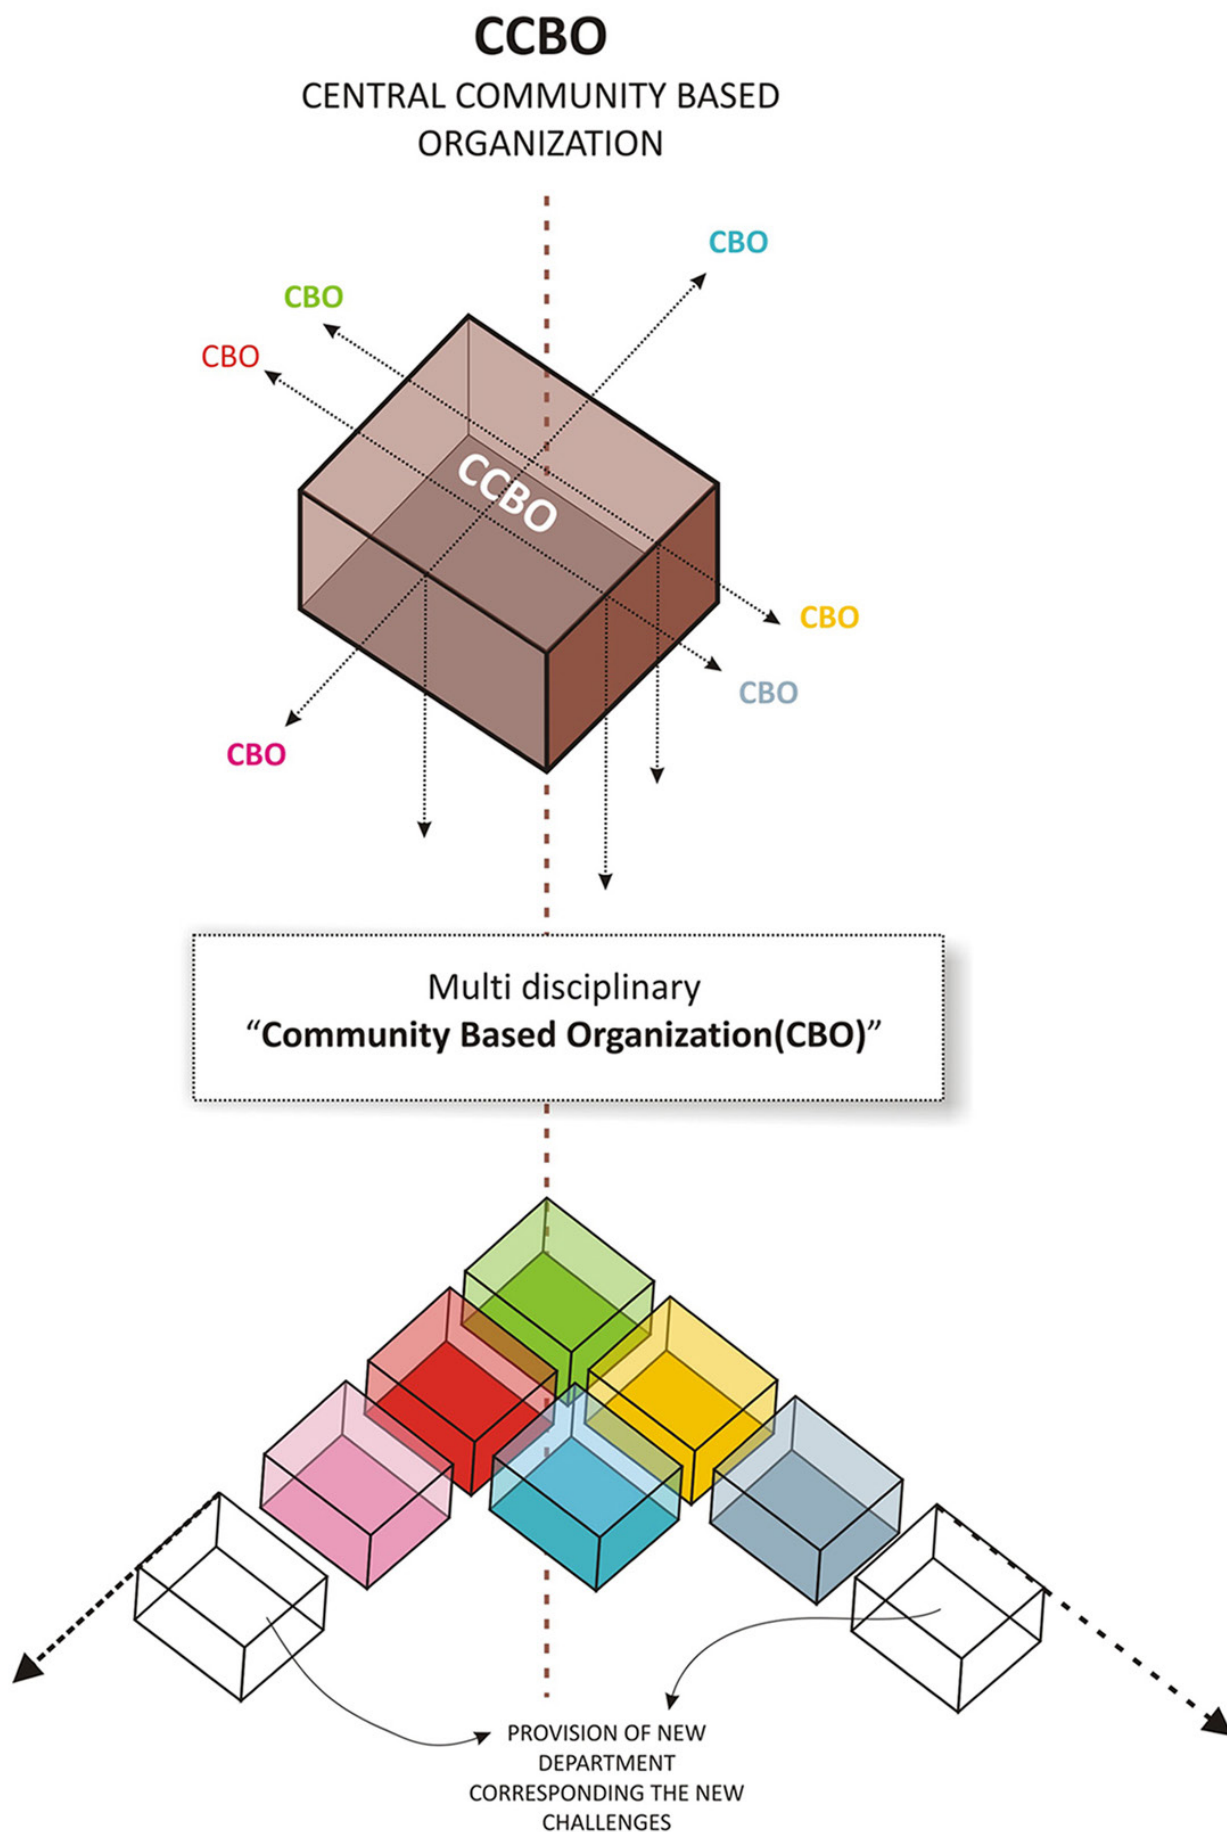 CCBO
CENTRAL COMMUNITY BASED
ORGANIZATION
CBO
CBO
CBO
CCBO
CBO
CBO
CBO
Multi disciplinary
“Community Based Organization(CBO)”
PROVISION OF NEW
DEPARTMENT
CORRESPONDING THE NEW
CHALLENGES